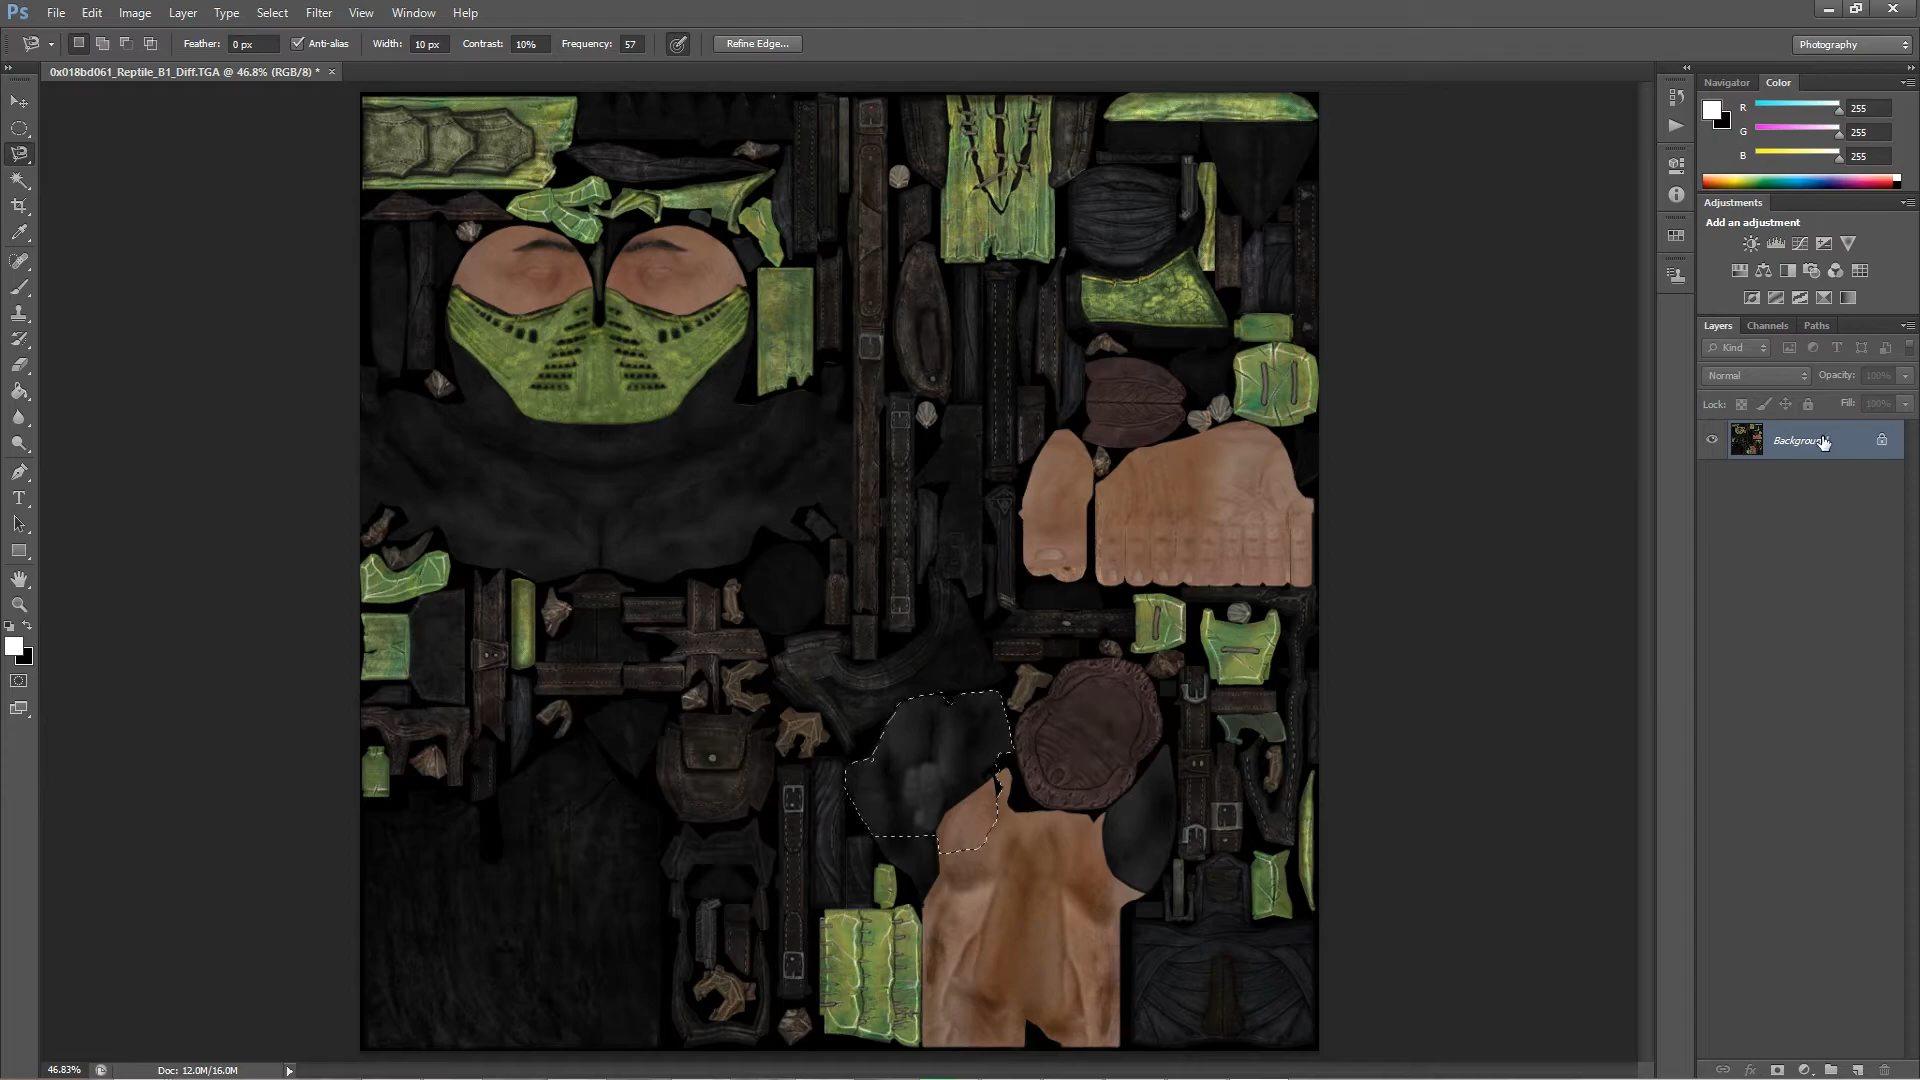 Ps File Edit Image Layer Type Select Filter 3D View Window Help
Feather: 0 px Anti-alias Width: 10 px Contrast: 10% Frequency: 57 Refine Edge... Photography
0x018bd061_Reptile_B1_Diff.TGA @ 46.8% (RGB/8) * ×
Navigator Color
R 255
G 255
B 255
Adjustments
Add an adjustment
Layers Channels Paths
Kind
Normal Opacity: 100%
Lock: Fill: 100%
Background
46.83% Doc: 12.0M/16.0M